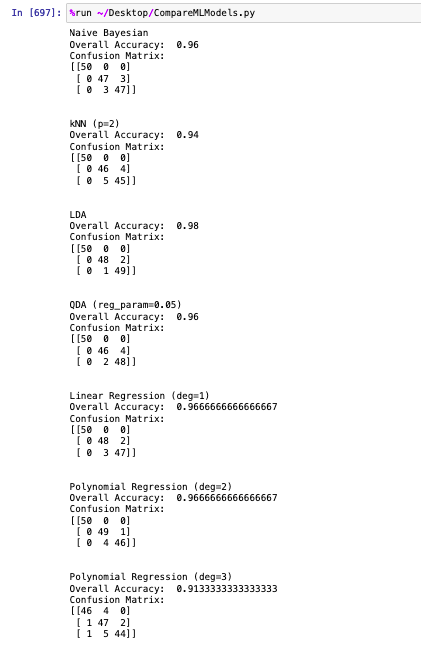 In [697]: %run ~/Desktop/CompareMLModels.py
Naive Bayesian
Overall Accuracy:  0.96
Confusion Matrix:
[[50  0  0]
 [ 0 47  3]
 [ 0  3 47]]
kNN (p=2)
Overall Accuracy:  0.94
Confusion Matrix:
[[50  0  0]
 [ 0 46  4]
 [ 0  5 45]]
LDA
Overall Accuracy:  0.98
Confusion Matrix:
[[50  0  0]
 [ 0 48  2]
 [ 0  1 49]]
QDA (reg_param=0.05)
Overall Accuracy:  0.96
Confusion Matrix:
[[50  0  0]
 [ 0 46  4]
 [ 0  2 48]]
Linear Regression (deg=1)
Overall Accuracy:  0.9666666666666667
Confusion Matrix:
[[50  0  0]
 [ 0 48  2]
 [ 0  3 47]]
Polynomial Regression (deg=2)
Overall Accuracy:  0.9666666666666667
Confusion Matrix:
[[50  0  0]
 [ 0 49  1]
 [ 0  4 46]]
Polynomial Regression (deg=3)
Overall Accuracy:  0.9133333333333333
Confusion Matrix:
[[46  4  0]
 [ 1 47  2]
 [ 1  5 44]]